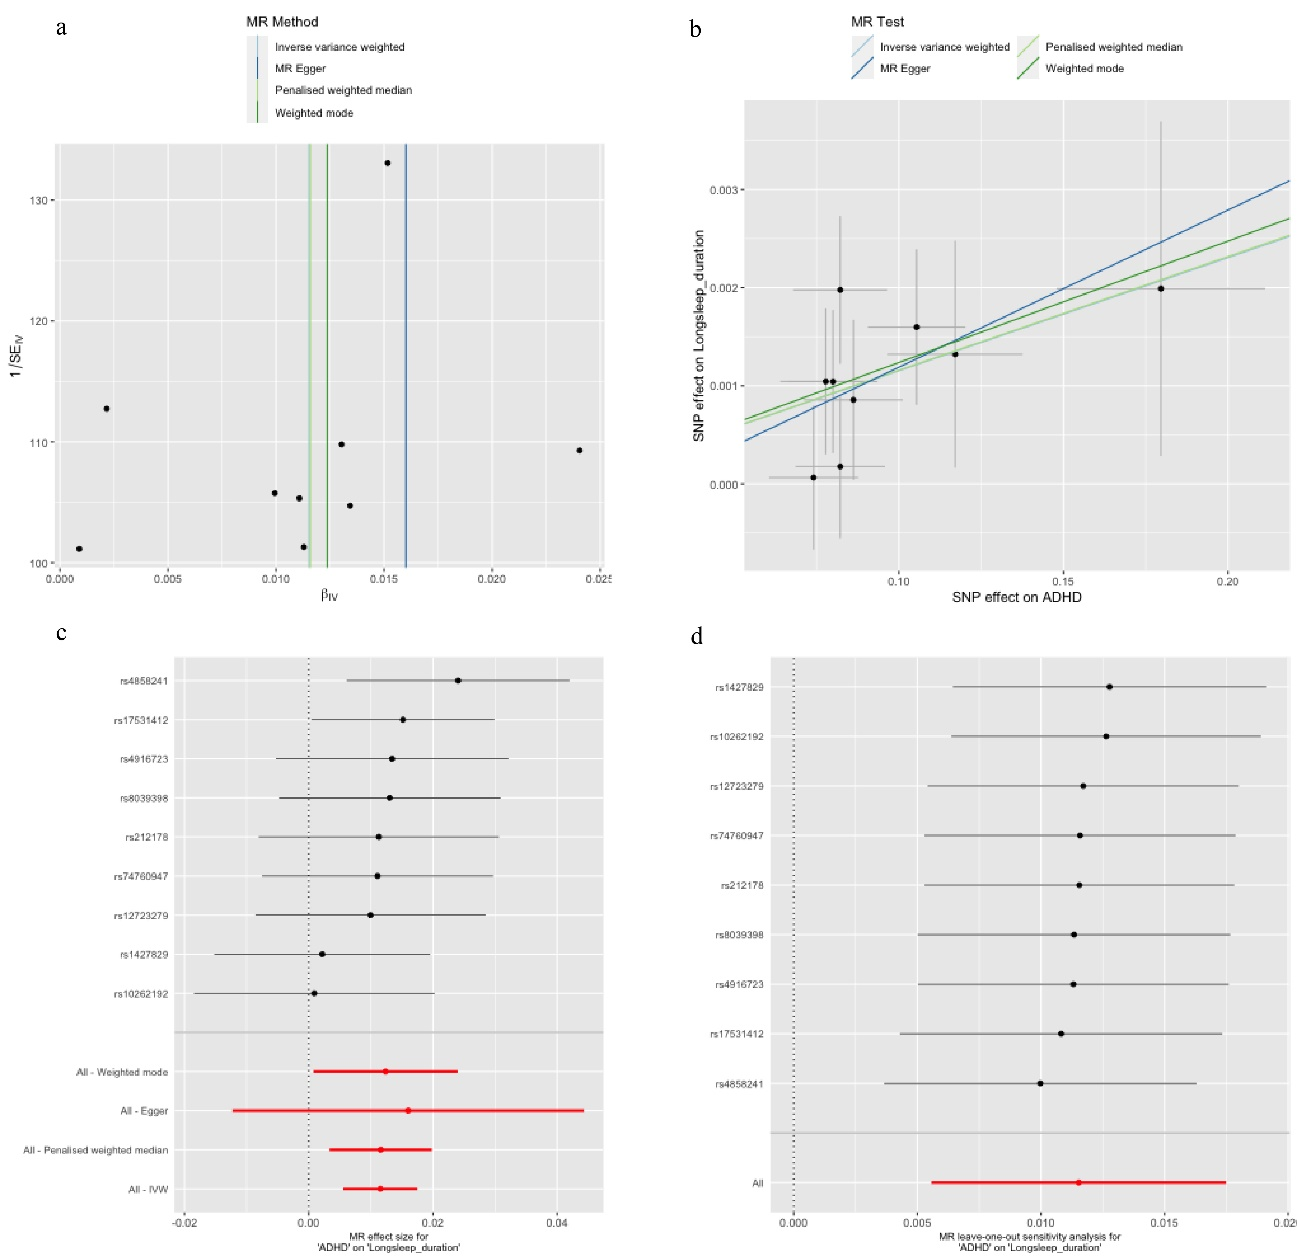 a
MR Method
Inverse variance weighted
MR Egger
Penalised weighted median
Weighted mode
130
120
110
100
1/SEIV
0.000
0.005
0.010
0.015
0.020
0.025
βIV
b
MR Test
Inverse variance weighted
Penalised weighted median
MR Egger
Weighted mode
0.003
0.002
0.001
0.000
SNP effect on Longsleep_duration
0.10
0.15
0.20
SNP effect on ADHD
c
rs4858241
rs17531412
rs4916723
rs8039398
rs212178
rs74760947
rs12723279
rs1427829
rs10262192
All - Weighted mode
All - Egger
All - Penalised weighted median
All - IVW
-0.02
0.00
0.02
0.04
MR effect size for
'ADHD' on 'Longsleep_duration'
d
rs1427829
rs10262192
rs12723279
rs74760947
rs212178
rs8039398
rs4916723
rs17531412
rs4858241
All
0.000
0.005
0.010
0.015
0.020
MR leave-one-out sensitivity analysis for
'ADHD' on 'Longsleep_duration'